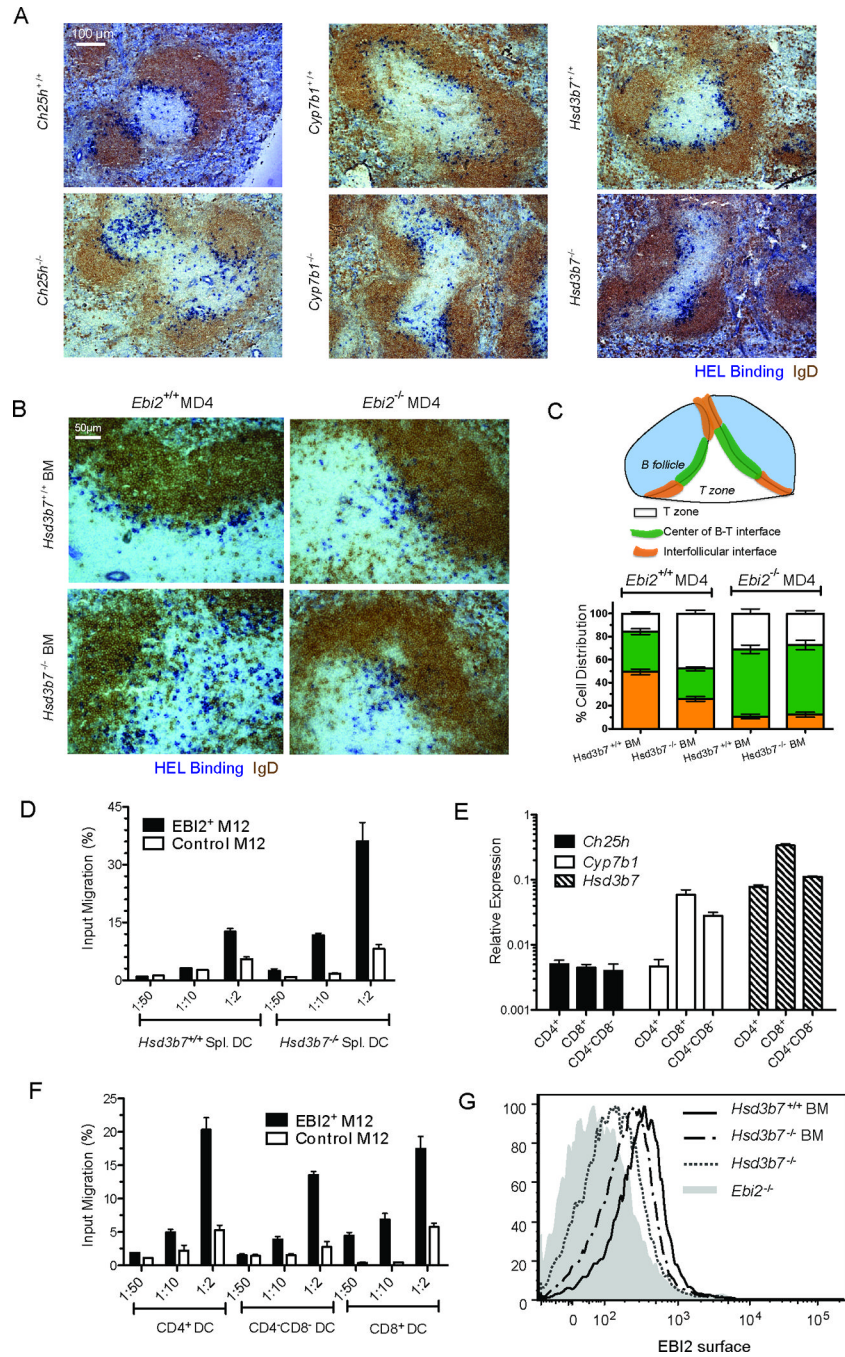 A
100 µm
Ch25h+/+
Cyp7b1+/+
Hsd3b7+/+
Ch25h-/-
Cyp7b1-/-
Hsd3b7-/-
HEL Binding IgD
B
Ebi2+/+MD4
Ebi2-/- MD4
50µm
Hsd3b7+/+ BM
Hsd3b7-/- BM
HEL Binding IgD
C
B follicle
T zone
T zone
Center of B-T interface
Interfollicular interface
Ebi2+/+MD4
Ebi2-/- MD4
% Cell Distribution
100
80
60
40
20
0
Hsd3b7+/+ BM
Hsd3b7-/- BM
Hsd3b7+/+ BM
Hsd3b7-/- BM
D
Input Migration (%)
45
30
15
0
EBI2+ M12
Control M12
1:50
1:10
1:2
1:50
1:10
1:2
Hsd3b7+/+ Spl. DC
Hsd3b7-/- Spl. DC
E
Relative Expression
1
0.1
0.01
0.001
Ch25h
Cyp7b1
Hsd3b7
CD4+
CD8+
CD4-CD8-
CD4+
CD8+
CD4-CD8-
CD4+
CD8+
CD4-CD8-
F
Input Migration (%)
25
20
15
10
5
0
EBI2+ M12
Control M12
1:50
1:10
1:2
1:50
1:10
1:2
1:50
1:10
1:2
CD4+ DC
CD4-CD8- DC
CD8+ DC
G
100
80
60
40
20
0
Hsd3b7+/+ BM
Hsd3b7-/- BM
Hsd3b7-/-
Ebi2-/-
0
10²
10³
10⁴
10⁵
EBI2 surface